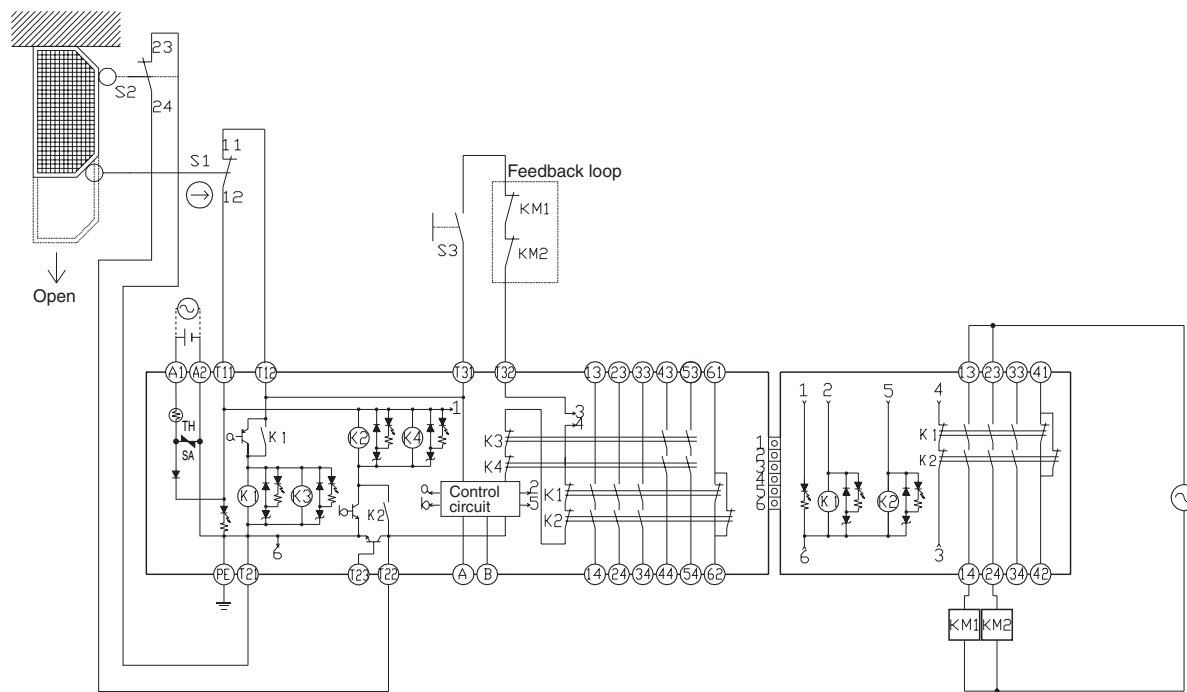 23
S2
24
11
S1
12
Feedback loop
KM1
S3
KM2
Open
A1 A2 T11 T12 T31 T32 13 23 33 43 53 61
13 23 33 41
1
3
4
1 2 5 4
TH
SA
a
K1
K2
K4
K3
K4
K1
K2
1
2
3
4
5
6
K1
K3
b
K2
a
b
Control
circuit
2
5
K1
K2
K1
K2
6
6
3
PE T21 T23 T22 A B 14 24 34 44 54 62
14 24 34 42
KM1 KM2